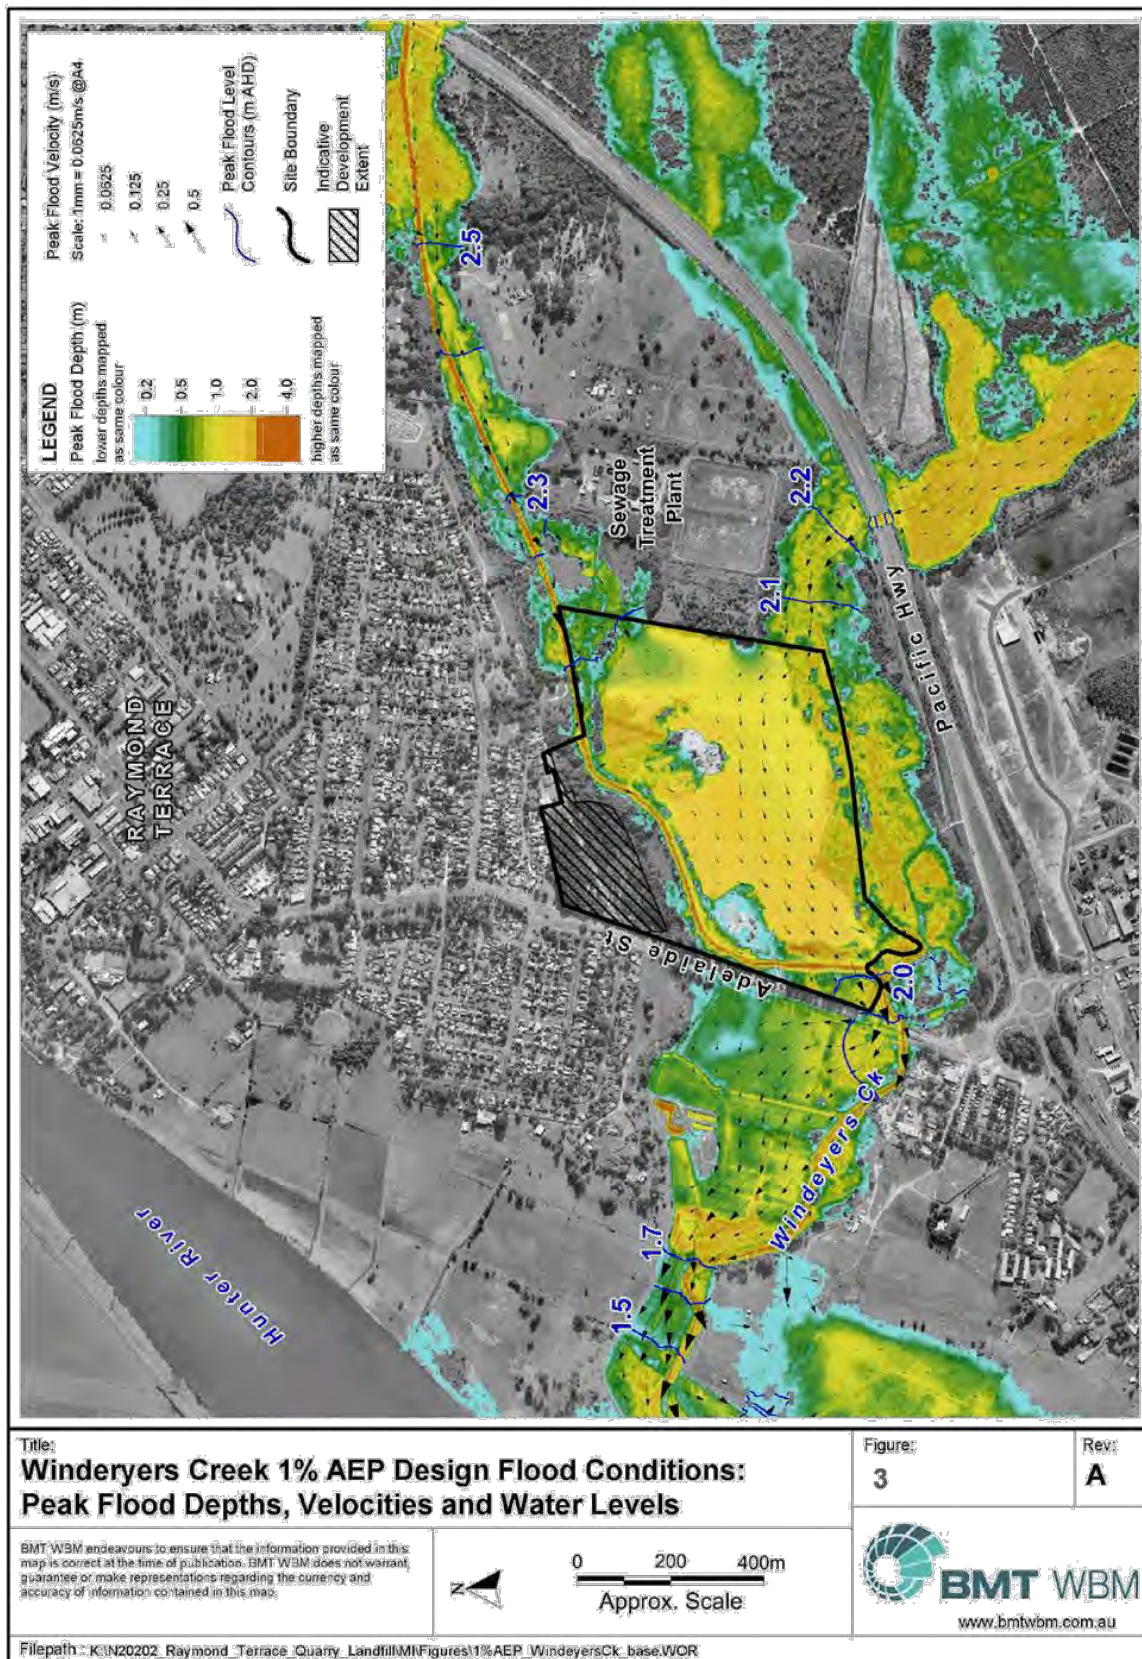 LEGEND
Peak Flood Depth (m)
lower depths mapped
as same colour
0.2
0.5
1.0
2.0
4.0
higher depths mapped
as same colour
Peak Flood Velocity (m/s)
Scale: 1mm = 0.0625m/s @A4
0.0625
0.125
0.25
0.5
Peak Flood Level
Contours (m AHD)
Site Boundary
Indicative
Development
Extent
2.5
2.3
Sewage
Treatment
Plant
2.2
2.1
Pacific Hwy
RAYMOND
TERRACE
Adelaide St
2.0
Windeyers Ck
1.7
1.5
Hunter River
Title:
Winderyers Creek 1% AEP Design Flood Conditions:
Peak Flood Depths, Velocities and Water Levels
Figure:
3
Rev:
A
BMT WBM endeavours to ensure that the information provided in this
map is correct at the time of publication. BMT WBM does not warrant,
guarantee or make representations regarding the currency and
accuracy of information contained in this map.
N
0 200 400m
Approx. Scale
BMT WBM
www.bmtwbm.com.au
Filepath : K:\N20202_Raymond_Terrace_Quarry_Landfill\MI\Figures\1%AEP_WindeyersCk_base.WOR